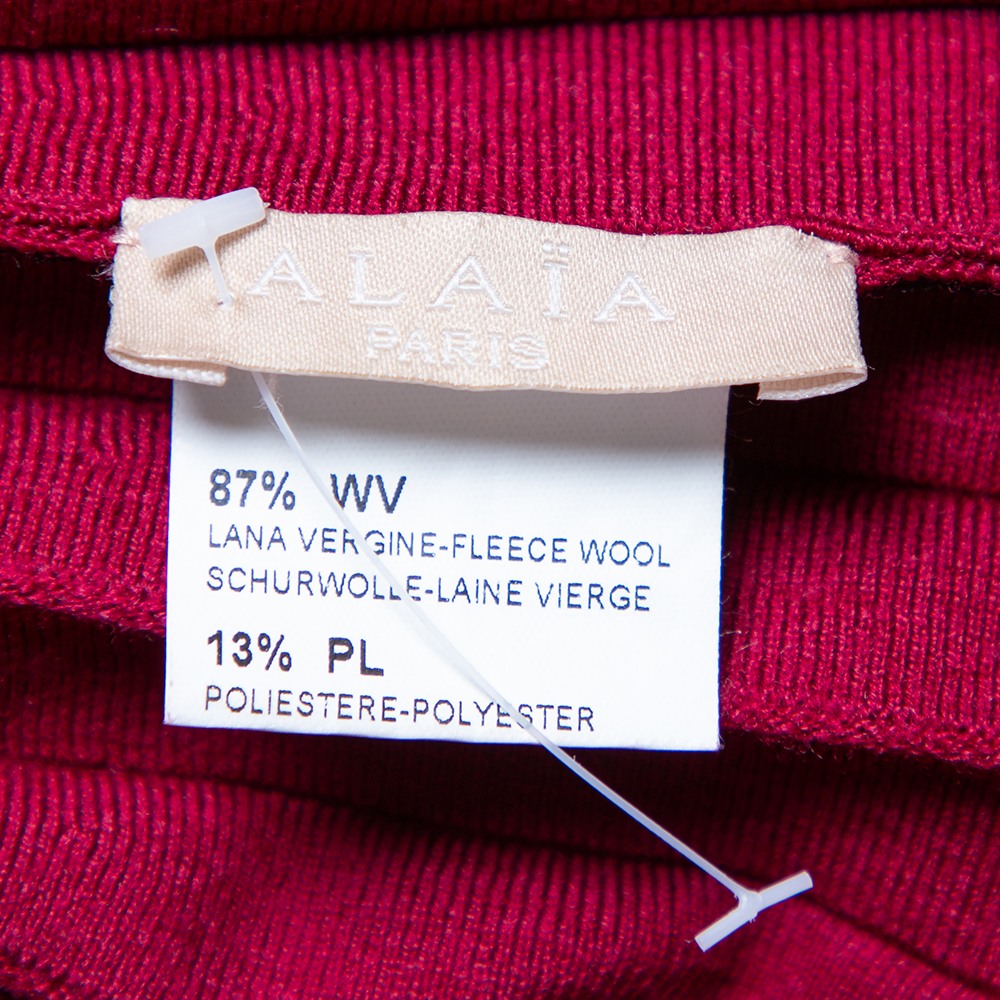 ALAÏA
PARIS
87% WV
LANA VERGINE-FLEECE WOOL
SCHURWOLLE-LAINE VIERGE
13% PL
POLIESTERE-POLYESTER